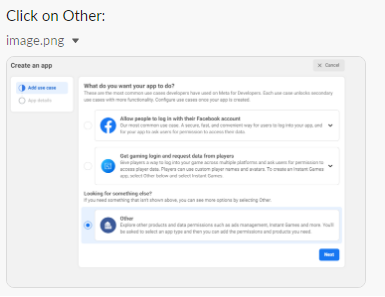 Click on Other:
image.png
Create an app
× Cancel
Add use case
App details
What do you want your app to do?
These are the most common use cases developers have used on Meta for Developers. Each use case unlocks secondary
use cases with more functionality. Configure use cases once your app is created.
Allow people to log in with their Facebook account
Our most common use case. A secure, fast, and convenient way for users to log into your app, and
for your app to ask users for permission to access their data.
Get gaming login and request data from players
Give players a way to log into your game across multiple platforms and ask users for permission to
access player data. Players can use custom player names and avatars. To create an Instant Games
app, select Other below and select Instant Games.
Looking for something else?
If you need something that isn't shown above, you can see more options by selecting Other.
Other
Explore other products and data permissions such as ads management, Instant Games and more. You'll
be asked to select an app type and then you can add the permissions and products you need.
Next